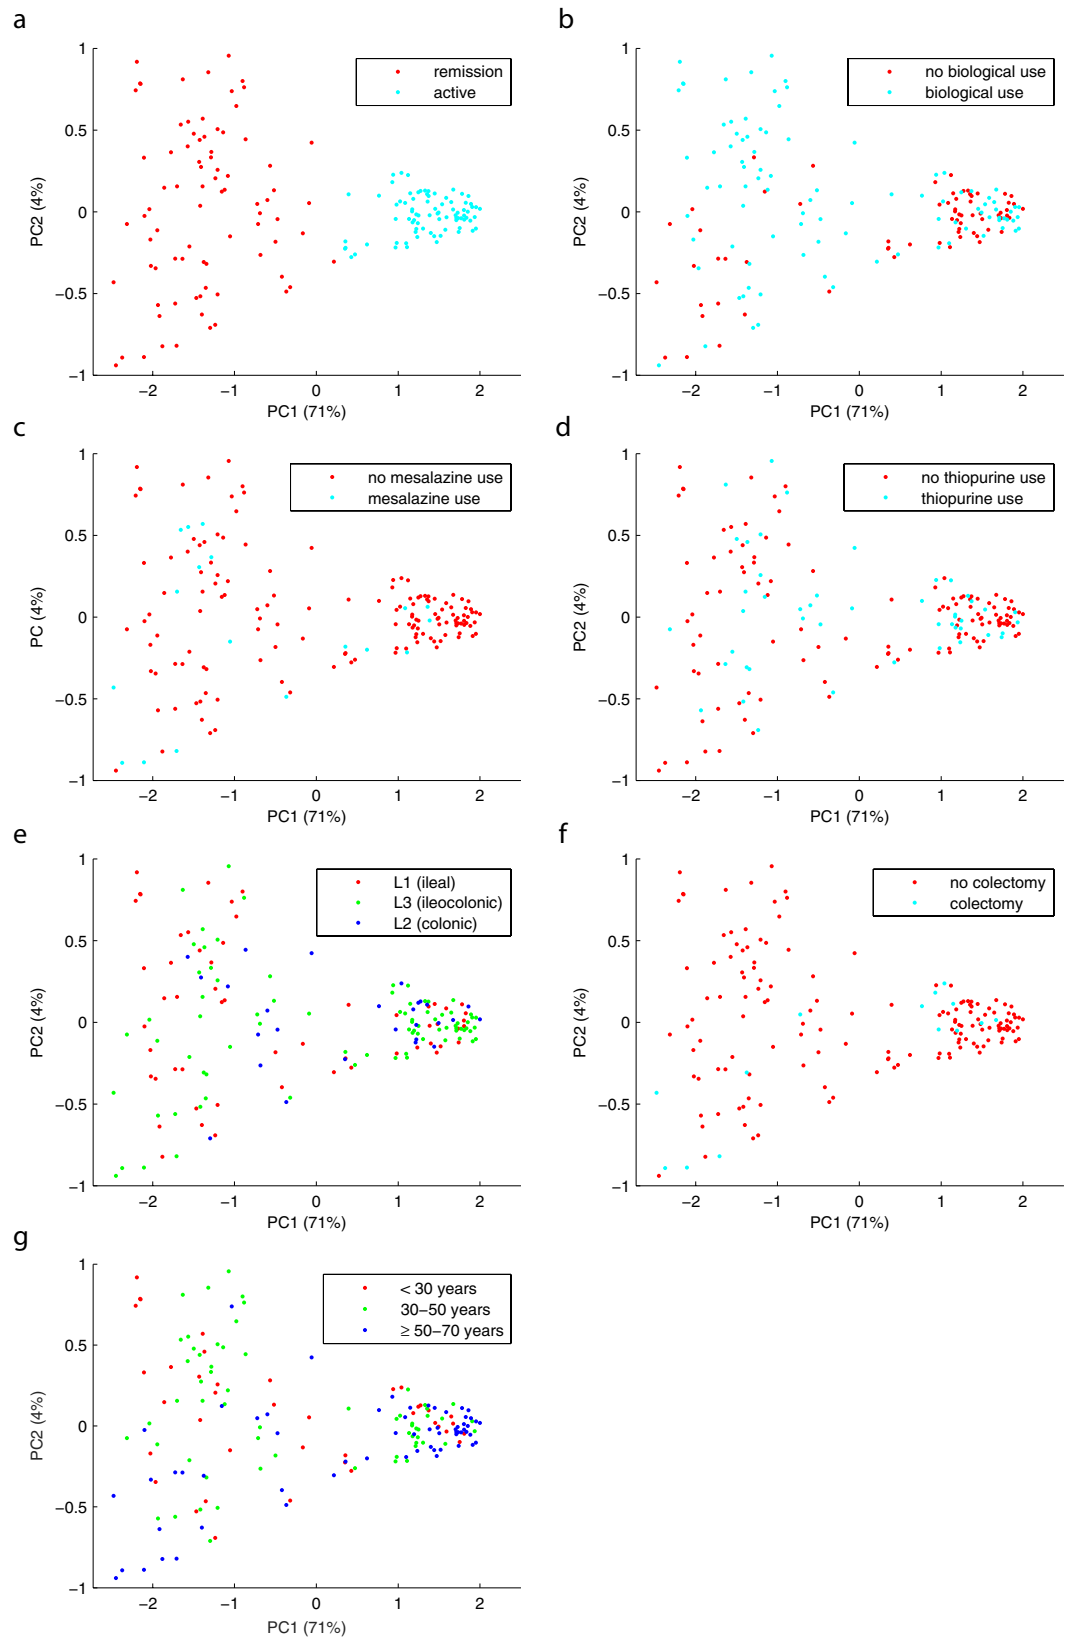 a
1
0.5
0
−0.5
−1
PC2 (4%)
remission
active
−2 −1 0 1 2
PC1 (71%)
b
1
0.5
0
−0.5
−1
PC2 (4%)
no biological use
biological use
−2 −1 0 1 2
PC1 (71%)
c
1
0.5
0
−0.5
−1
PC (4%)
no mesalazine use
mesalazine use
−2 −1 0 1 2
PC1 (71%)
d
1
0.5
0
−0.5
−1
PC2 (4%)
no thiopurine use
thiopurine use
−2 −1 0 1 2
PC1 (71%)
e
1
0.5
0
−0.5
−1
PC2 (4%)
L1 (ileal)
L3 (ileocolonic)
L2 (colonic)
−2 −1 0 1 2
PC1 (71%)
f
1
0.5
0
−0.5
−1
PC2 (4%)
no colectomy
colectomy
−2 −1 0 1 2
PC1 (71%)
g
1
0.5
0
−0.5
−1
PC2 (4%)
< 30 years
30−50 years
≥ 50−70 years
−2 −1 0 1 2
PC1 (71%)